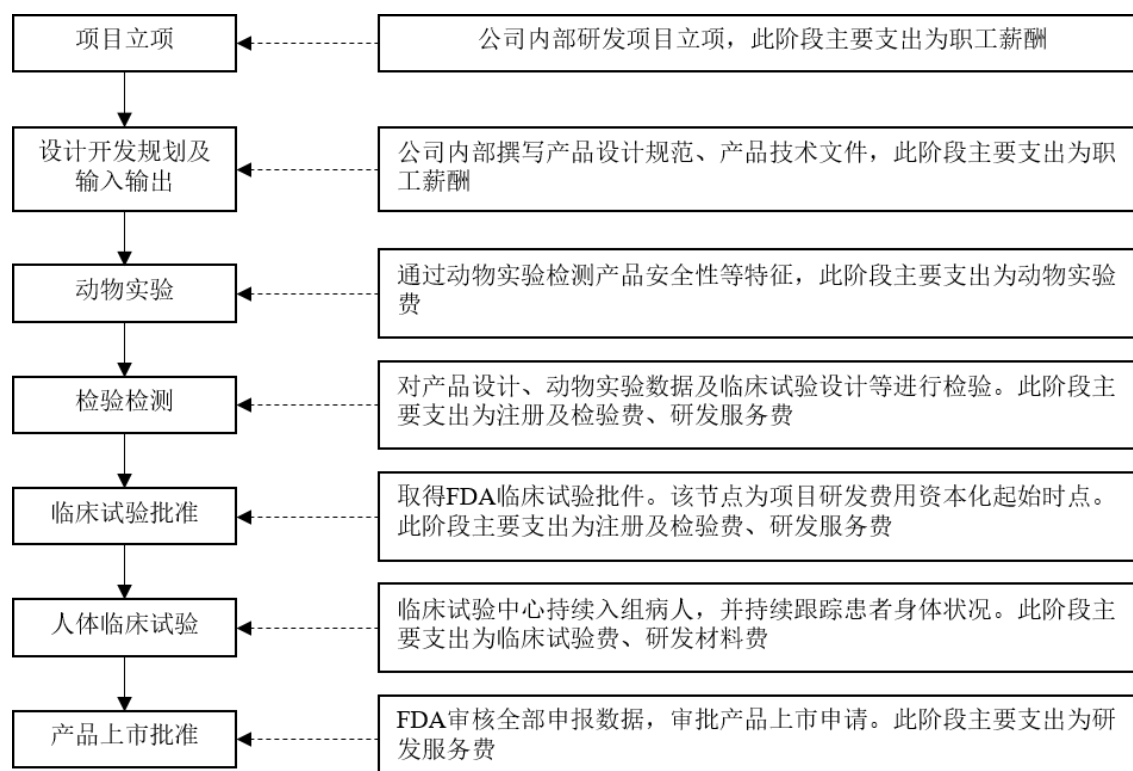 项目立项
公司内部研发项目立项，此阶段主要支出为职工薪酬
设计开发规划及
输入输出
公司内部撰写产品设计规范、产品技术文件，此阶段主要支出为职
工薪酬
动物实验
通过动物实验检测产品安全性等特征，此阶段主要支出为动物实验
费
检验检测
对产品设计、动物实验数据及临床试验设计等进行检验。此阶段主
要支出为注册及检验费、研发服务费
临床试验批准
取得FDA临床试验批件。该节点为项目研发费用资本化起始时点。
此阶段主要支出为注册及检验费、研发服务费
人体临床试验
临床试验中心持续入组病人，并持续跟踪患者身体状况。此阶段主
要支出为临床试验费、研发材料费
产品上市批准
FDA审核全部申报数据，审批产品上市申请。此阶段主要支出为研
发服务费